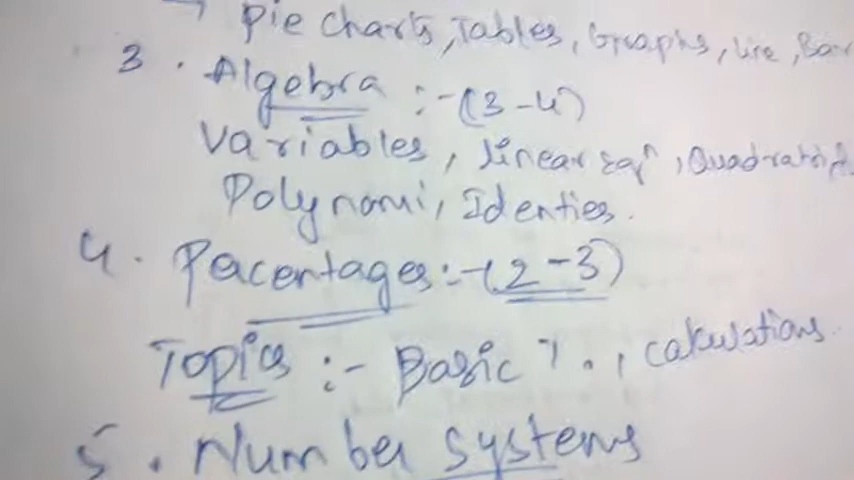 → Pie Charts, Tables, Graphs, line, Bar
3. Algebra :- (3-4)
Variables, linear eqn, Quadratic
Polynomi, Identies.
4. Pacentages :- (2-3)
Topics :- Basic %, calculations
5. Number systems